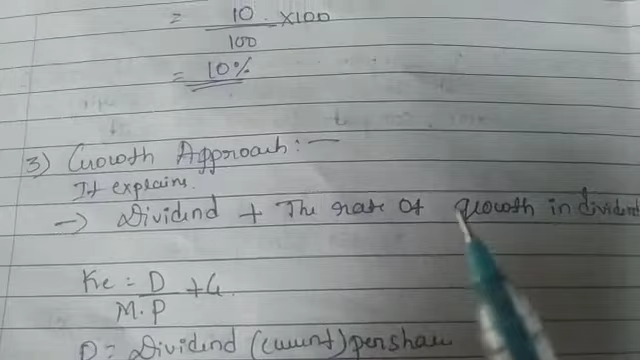 = 10 × 100
100
= 10%
3) Growth Approach :—
It explains.
→ Dividend + The rate of growth in dividend
Ke = D + G
M.P
D = Dividend (current) per share